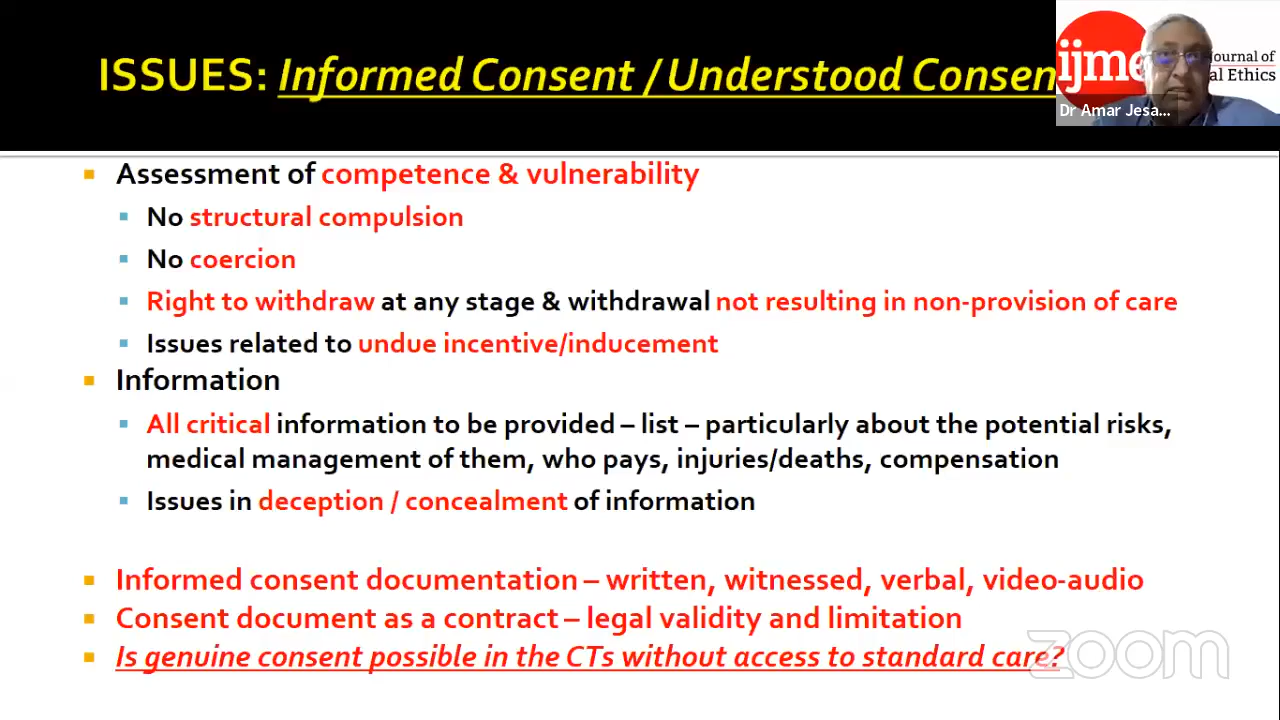 ISSUES: Informed Consent / Understood Consen
ijme
journal of
al Ethics
Dr Amar Jesa...
Assessment of competence & vulnerability
No structural compulsion
No coercion
Right to withdraw at any stage & withdrawal not resulting in non-provision of care
Issues related to undue incentive/inducement
Information
All critical information to be provided – list – particularly about the potential risks,
medical management of them, who pays, injuries/deaths, compensation
Issues in deception / concealment of information
Informed consent documentation – written, witnessed, verbal, video-audio
Consent document as a contract – legal validity and limitation
Is genuine consent possible in the CTs without access to standard care?
zoom